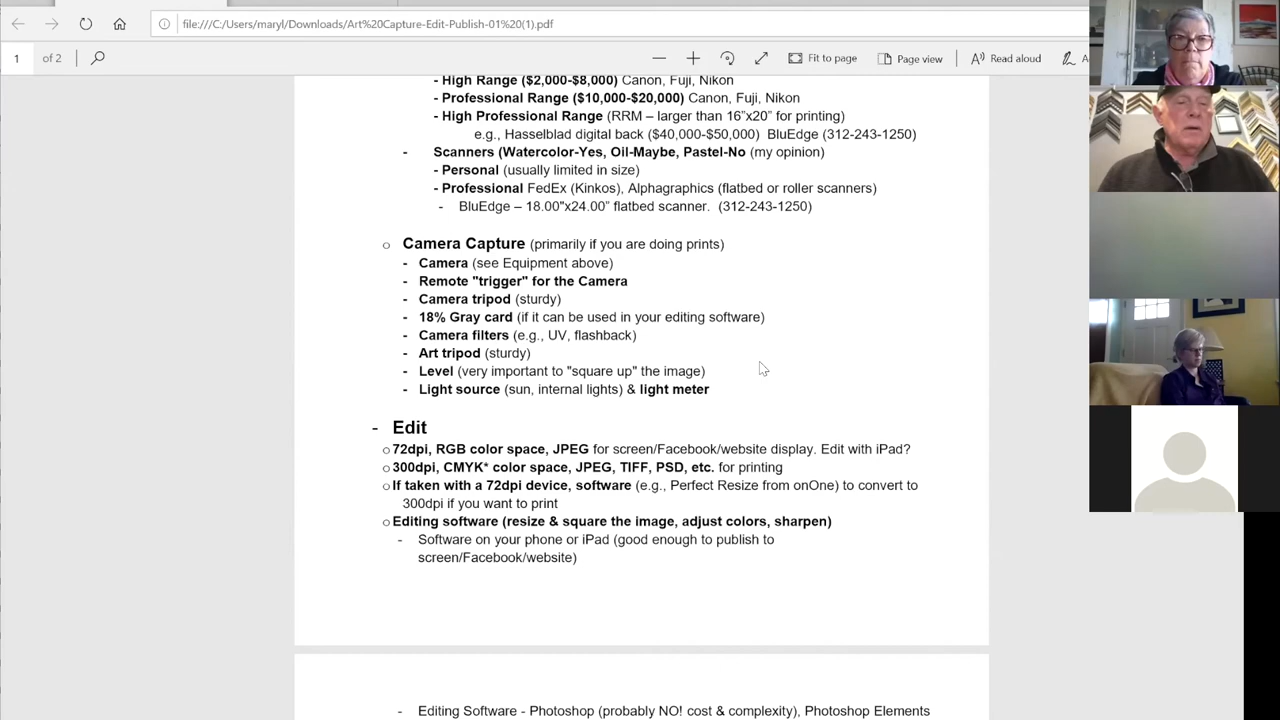 file:///C:/Users/maryl/Downloads/Art%20Capture-Edit-Publish-01%20(1).pdf
1 of 2 Fit to page Page view Read aloud A
- High Range ($2,000-$8,000) Canon, Fuji, Nikon
- Professional Range ($10,000-$20,000) Canon, Fuji, Nikon
- High Professional Range (RRM – larger than 16”x20” for printing)
e.g., Hasselblad digital back ($40,000-$50,000) BluEdge (312-243-1250)
- Scanners (Watercolor-Yes, Oil-Maybe, Pastel-No (my opinion)
- Personal (usually limited in size)
- Professional FedEx (Kinkos), Alphagraphics (flatbed or roller scanners)
- BluEdge – 18.00"x24.00” flatbed scanner. (312-243-1250)
o Camera Capture (primarily if you are doing prints)
- Camera (see Equipment above)
- Remote "trigger" for the Camera
- Camera tripod (sturdy)
- 18% Gray card (if it can be used in your editing software)
- Camera filters (e.g., UV, flashback)
- Art tripod (sturdy)
- Level (very important to "square up" the image)
- Light source (sun, internal lights) & light meter
- Edit
o 72dpi, RGB color space, JPEG for screen/Facebook/website display. Edit with iPad?
o 300dpi, CMYK* color space, JPEG, TIFF, PSD, etc. for printing
o If taken with a 72dpi device, software (e.g., Perfect Resize from onOne) to convert to
300dpi if you want to print
o Editing software (resize & square the image, adjust colors, sharpen)
- Software on your phone or iPad (good enough to publish to
screen/Facebook/website)
- Editing Software - Photoshop (probably NO! cost & complexity), Photoshop Elements